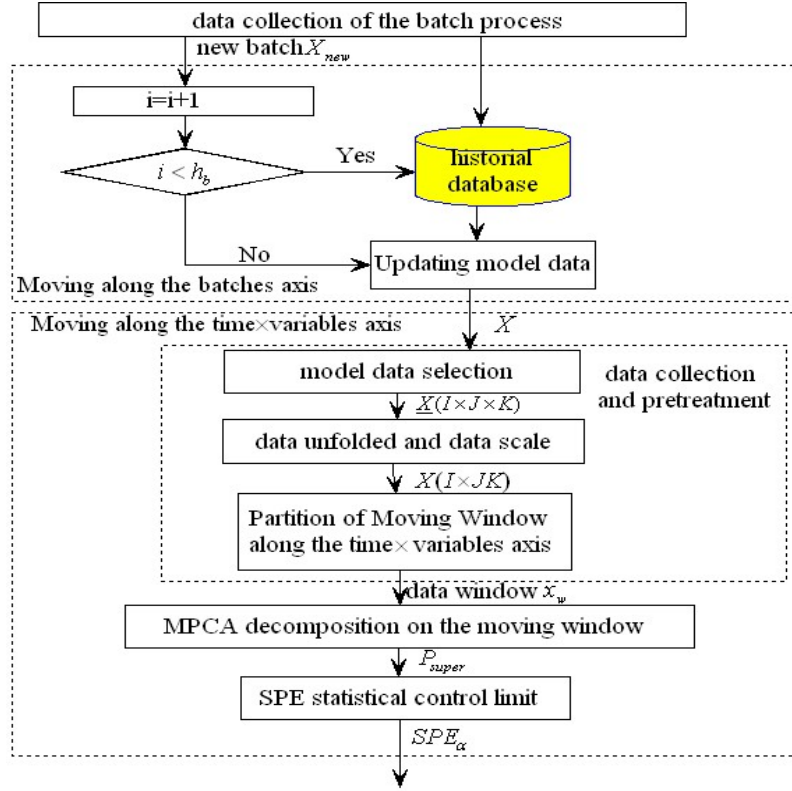 data collection of the batch process
new batch X_new
i=i+1
i < h_b
Yes
historial
database
No
Updating model data
Moving along the batches axis
Moving along the time×variables axis
X
model data selection
data collection
and pretreatment
X(I×J×K)
data unfolded and data scale
X(I×JK)
Partition of Moving Window
along the time×variables axis
data window x_w
MPCA decomposition on the moving window
P_super
SPE statistical control limit
SPE_α